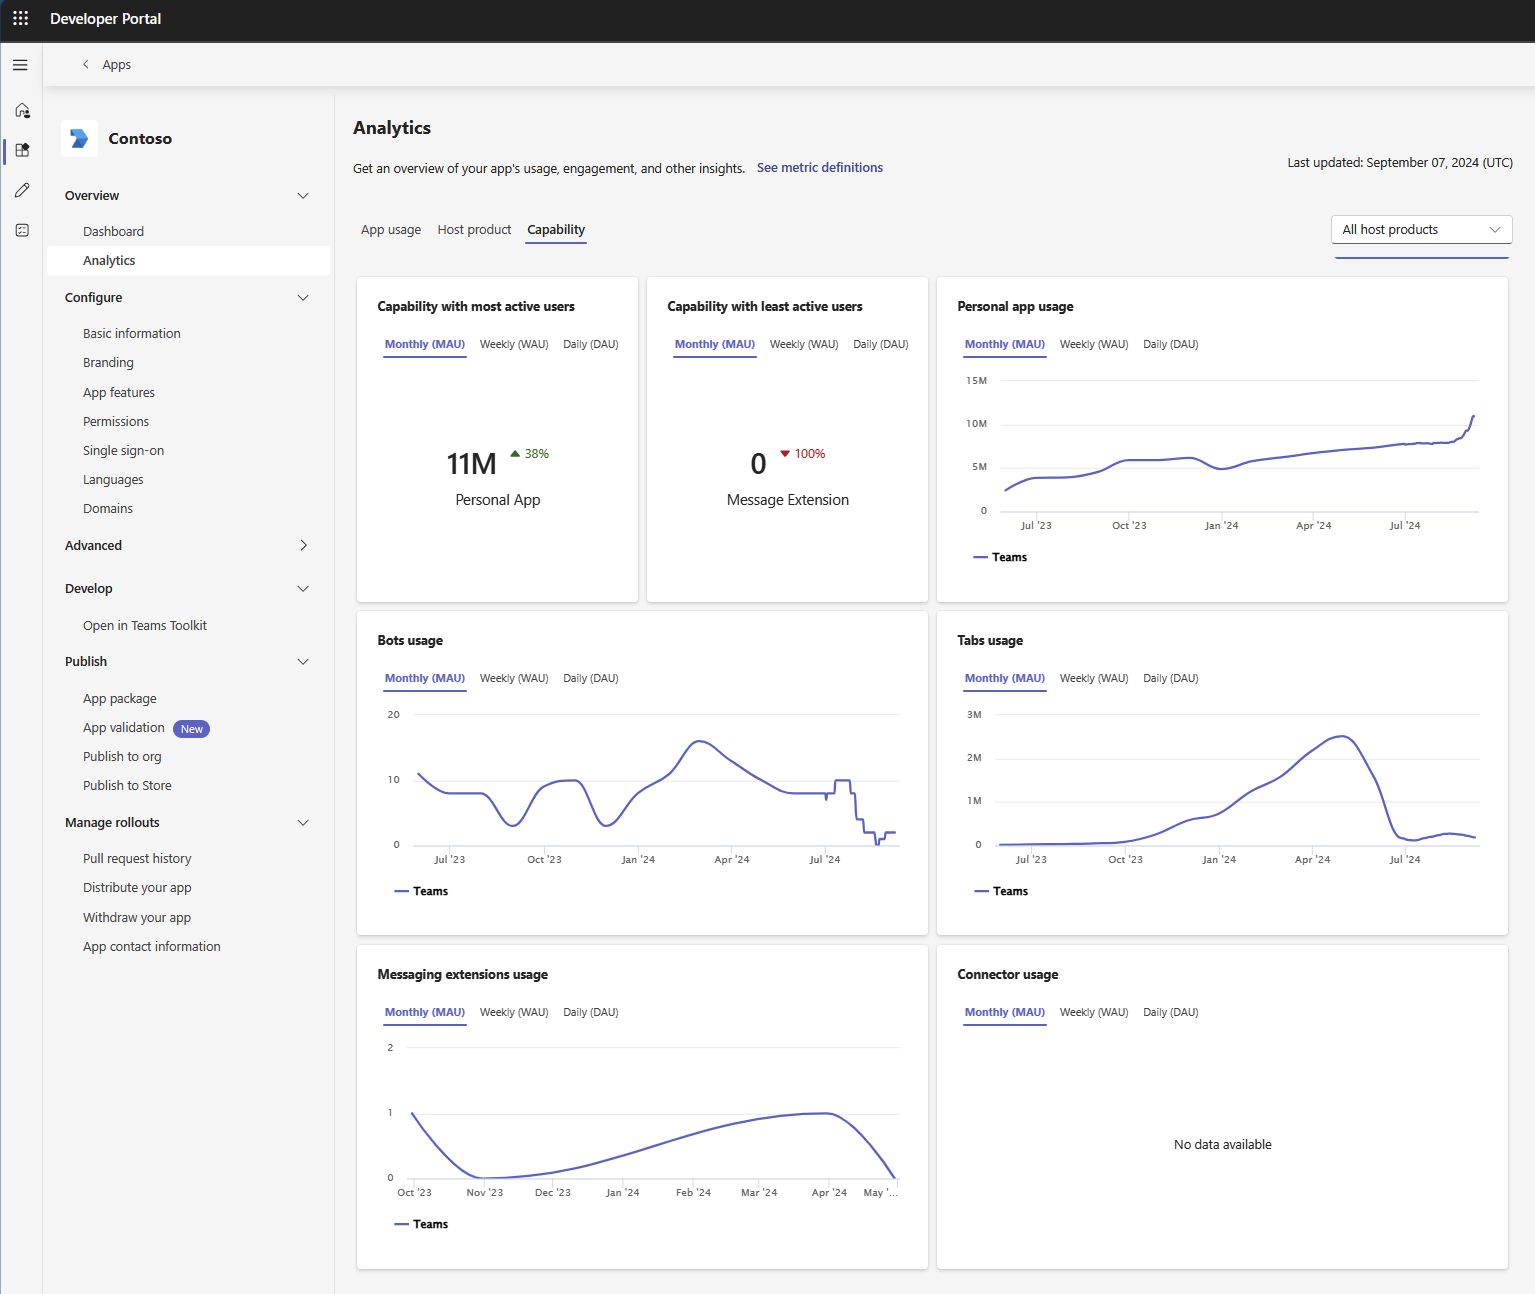 Developer Portal
Apps
Contoso
Overview
Dashboard
Analytics
Configure
Basic information
Branding
App features
Permissions
Single sign-on
Languages
Domains
Advanced
Develop
Open in Teams Toolkit
Publish
App package
App validation New
Publish to org
Publish to Store
Manage rollouts
Pull request history
Distribute your app
Withdraw your app
App contact information
Analytics
Get an overview of your app's usage, engagement, and other insights. See metric definitions
Last updated: September 07, 2024 (UTC)
App usage Host product Capability
All host products
Capability with most active users
Monthly (MAU) Weekly (WAU) Daily (DAU)
11M 38%
Personal App
Capability with least active users
Monthly (MAU) Weekly (WAU) Daily (DAU)
0 100%
Message Extension
Personal app usage
Monthly (MAU) Weekly (WAU) Daily (DAU)
15M
10M
5M
0
Jul '23 Oct '23 Jan '24 Apr '24 Jul '24
Teams
Bots usage
Monthly (MAU) Weekly (WAU) Daily (DAU)
20
10
0
Jul '23 Oct '23 Jan '24 Apr '24 Jul '24
Teams
Tabs usage
Monthly (MAU) Weekly (WAU) Daily (DAU)
3M
2M
1M
0
Jul '23 Oct '23 Jan '24 Apr '24 Jul '24
Teams
Messaging extensions usage
Monthly (MAU) Weekly (WAU) Daily (DAU)
2
1
0
Oct '23 Nov '23 Dec '23 Jan '24 Feb '24 Mar '24 Apr '24 May '...
Teams
Connector usage
Monthly (MAU) Weekly (WAU) Daily (DAU)
No data available